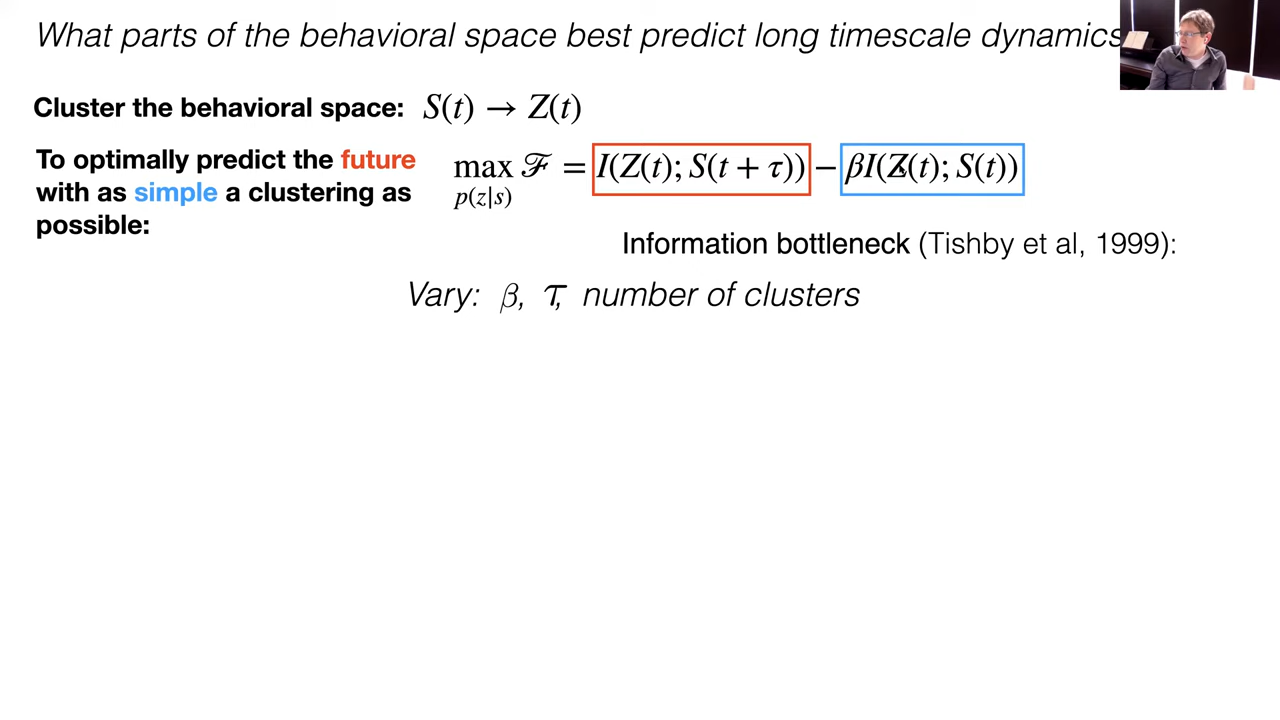 What parts of the behavioral space best predict long timescale dynamics
Cluster the behavioral space: S(t) → Z(t)
To optimally predict the future
with as simple a clustering as
possible:
max ℱ = I(Z(t); S(t + τ)) − βI(Z(t); S(t))
p(z|s)
Information bottleneck (Tishby et al, 1999):
Vary: β, τ, number of clusters